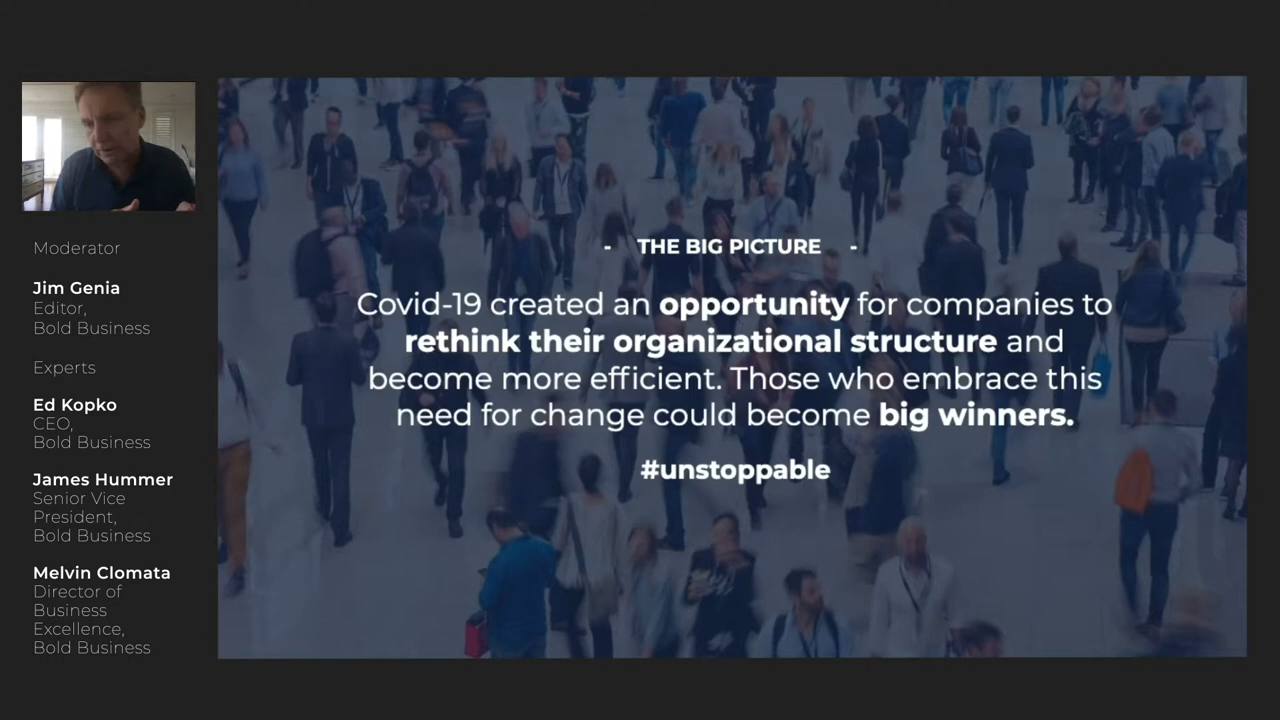 Moderator
Jim Genia
Editor,
Bold Business
Experts
Ed Kopko
CEO,
Bold Business
James Hummer
Senior Vice
President,
Bold Business
Melvin Clomata
Director of
Business
Excellence,
Bold Business
- THE BIG PICTURE -
Covid-19 created an opportunity for companies to
rethink their organizational structure and
become more efficient. Those who embrace this
need for change could become big winners.
#unstoppable